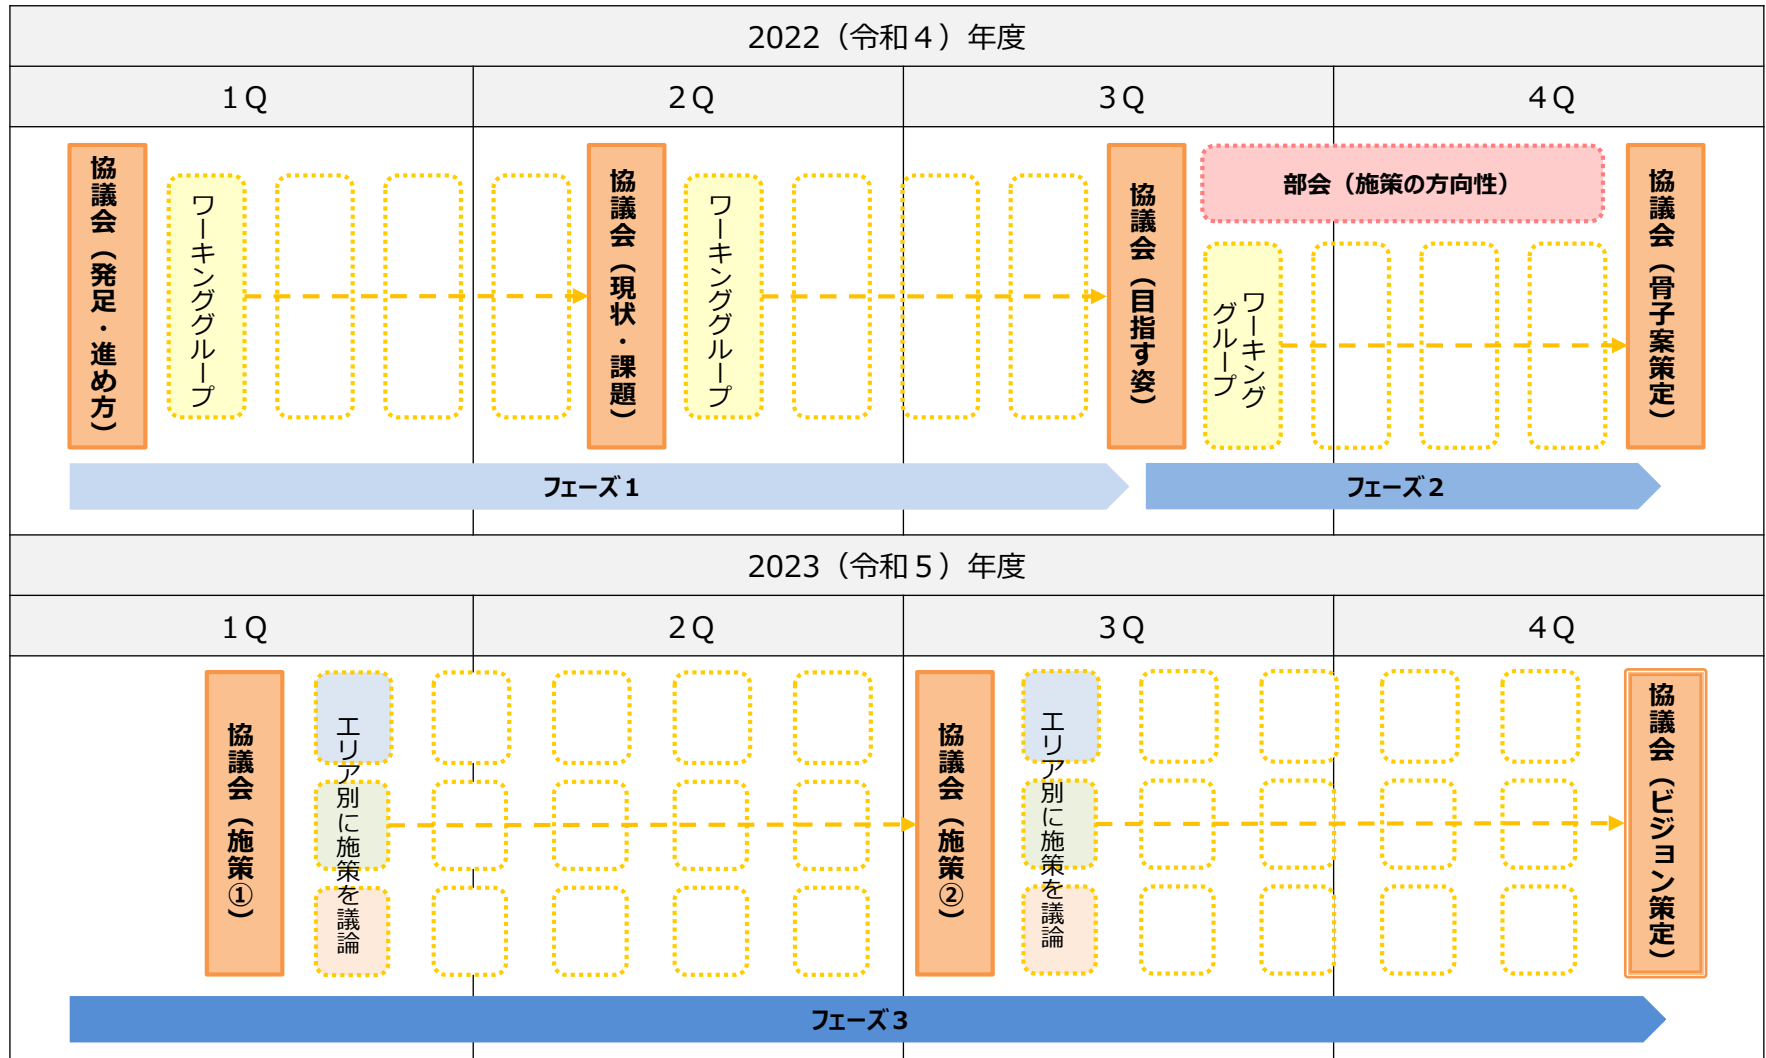 2022（令和４）年度
１Q
２Q
３Q
４Q
協議会（発足・進め方）
ワーキンググループ
協議会（現状・課題）
ワーキンググループ
協議会（目指す姿）
部会（施策の方向性）
ワーキング
グループ
協議会（骨子案策定）
フェーズ１
フェーズ２
2023（令和５）年度
１Q
２Q
３Q
４Q
協議会（施策①）
エリア別に施策を議論
協議会（施策②）
エリア別に施策を議論
協議会（ビジョン策定）
フェーズ３